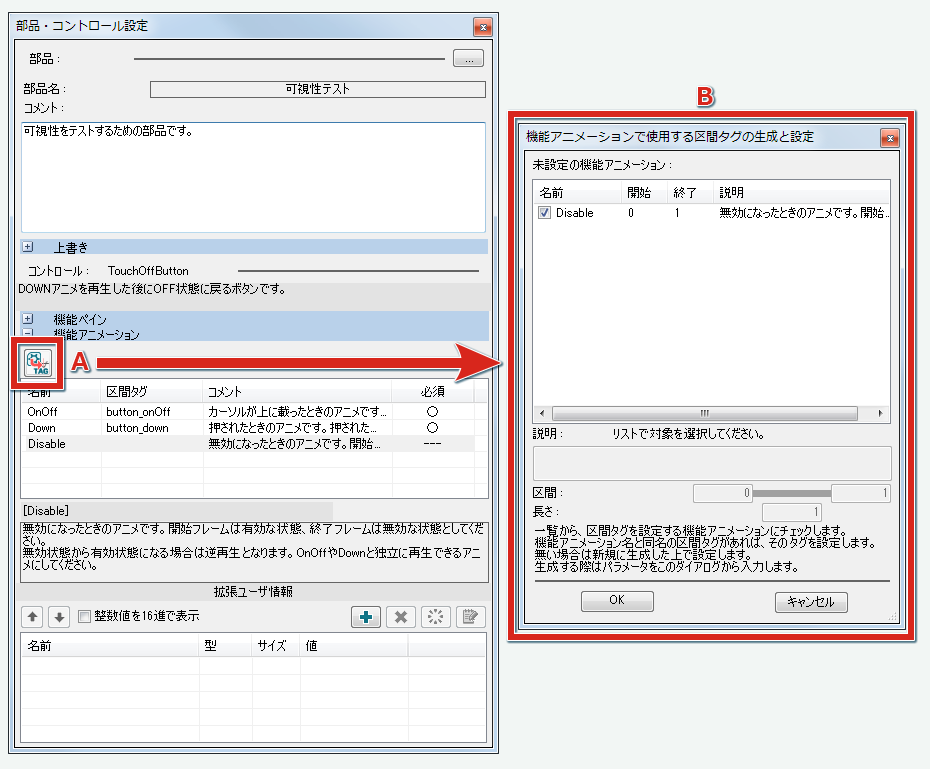 部品・コントロール設定
部品：
...
部品名：
可視性テスト
コメント：
可視性をテストするための部品です。
上書き
コントロール： TouchOffButton
DOWNアニメを再生した後にOFF状態に戻るボタンです。
機能ペイン
機能アニメーション
TAG
A
名前 区間タグ コメント 必須
OnOff button_onOff カーソルが上に載ったときのアニメです... ○
Down button_down 押されたときのアニメです。押された... ○
Disable 無効になったときのアニメです。開始... ---
[Disable]
無効になったときのアニメです。開始フレームは有効な状態、終了フレームは無効な状態としてくだ
さい。
無効状態から有効状態になる場合は逆再生となります。OnOffやDownと独立に再生できるアニ
メにしてください。
拡張ユーザ情報
整数値を16進で表示
名前 型 サイズ 値
B
機能アニメーションで使用する区間タグの生成と設定
未設定の機能アニメーション：
名前 開始 終了 説明
Disable 0 1 無効になったときのアニメです。開始...
説明： リストで対象を選択してください。
区間： 0 1
長さ： 1
一覧から、区間タグを設定する機能アニメーションにチェックします。
機能アニメーション名と同名の区間タグがあれば、そのタグを設定します。
無い場合は新規に生成した上で設定します。
生成する際はパラメータをこのダイアログから入力します。
OK
キャンセル